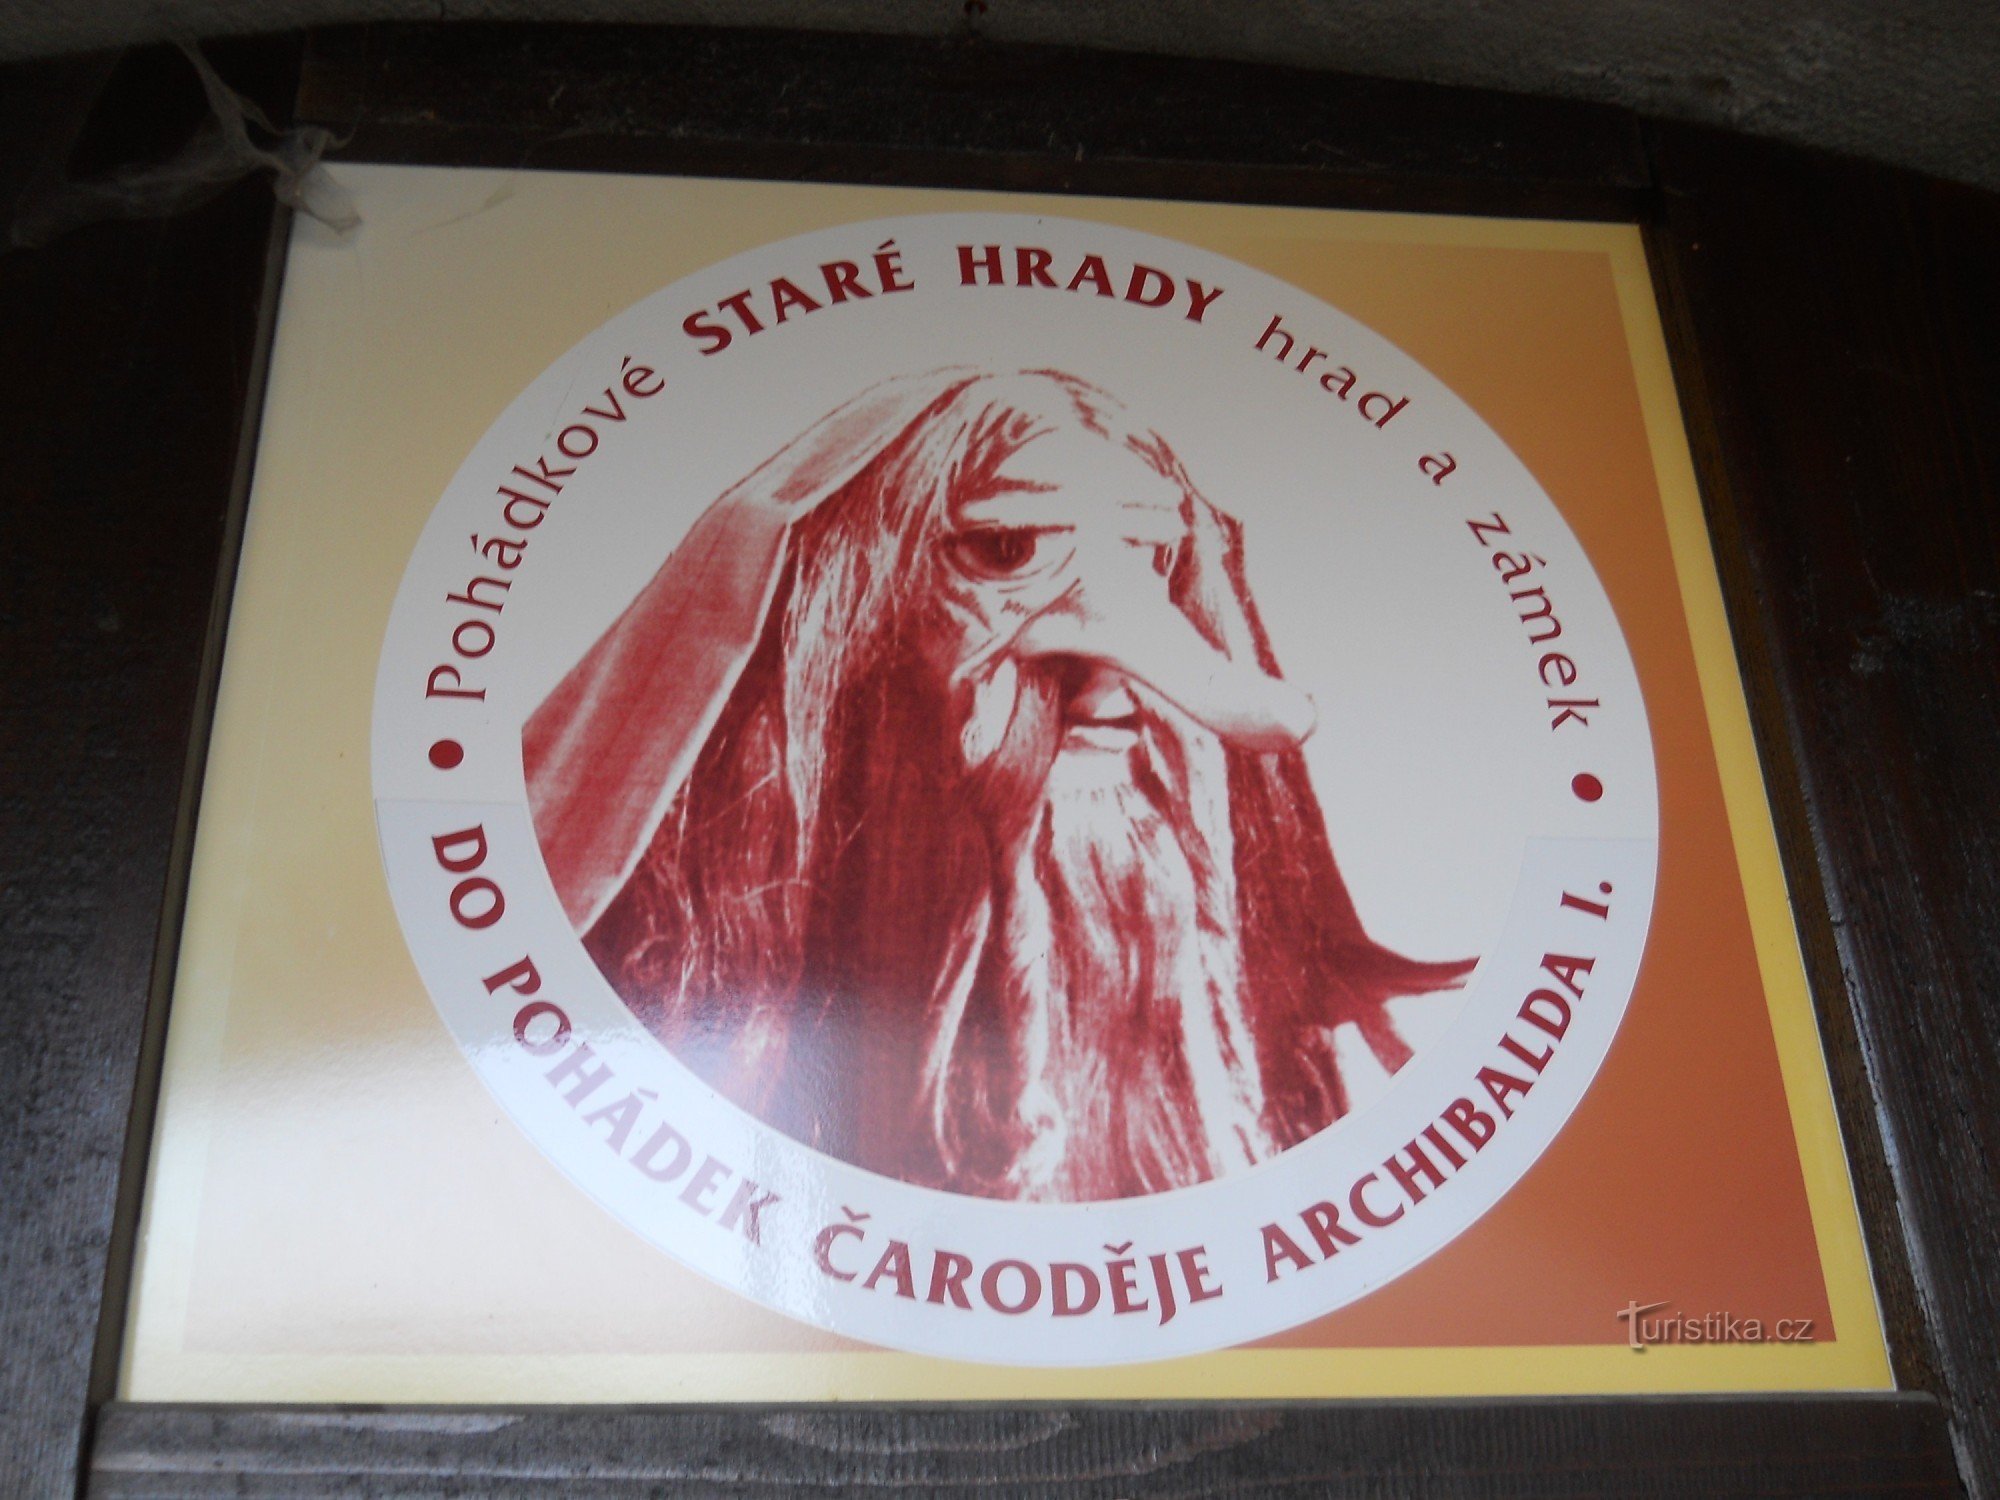 • Pohádkové STARÉ HRADY hrad a zámek •
DO POHÁDEK ČARODĚJE ARCHIBALDA I.
Turistika.cz